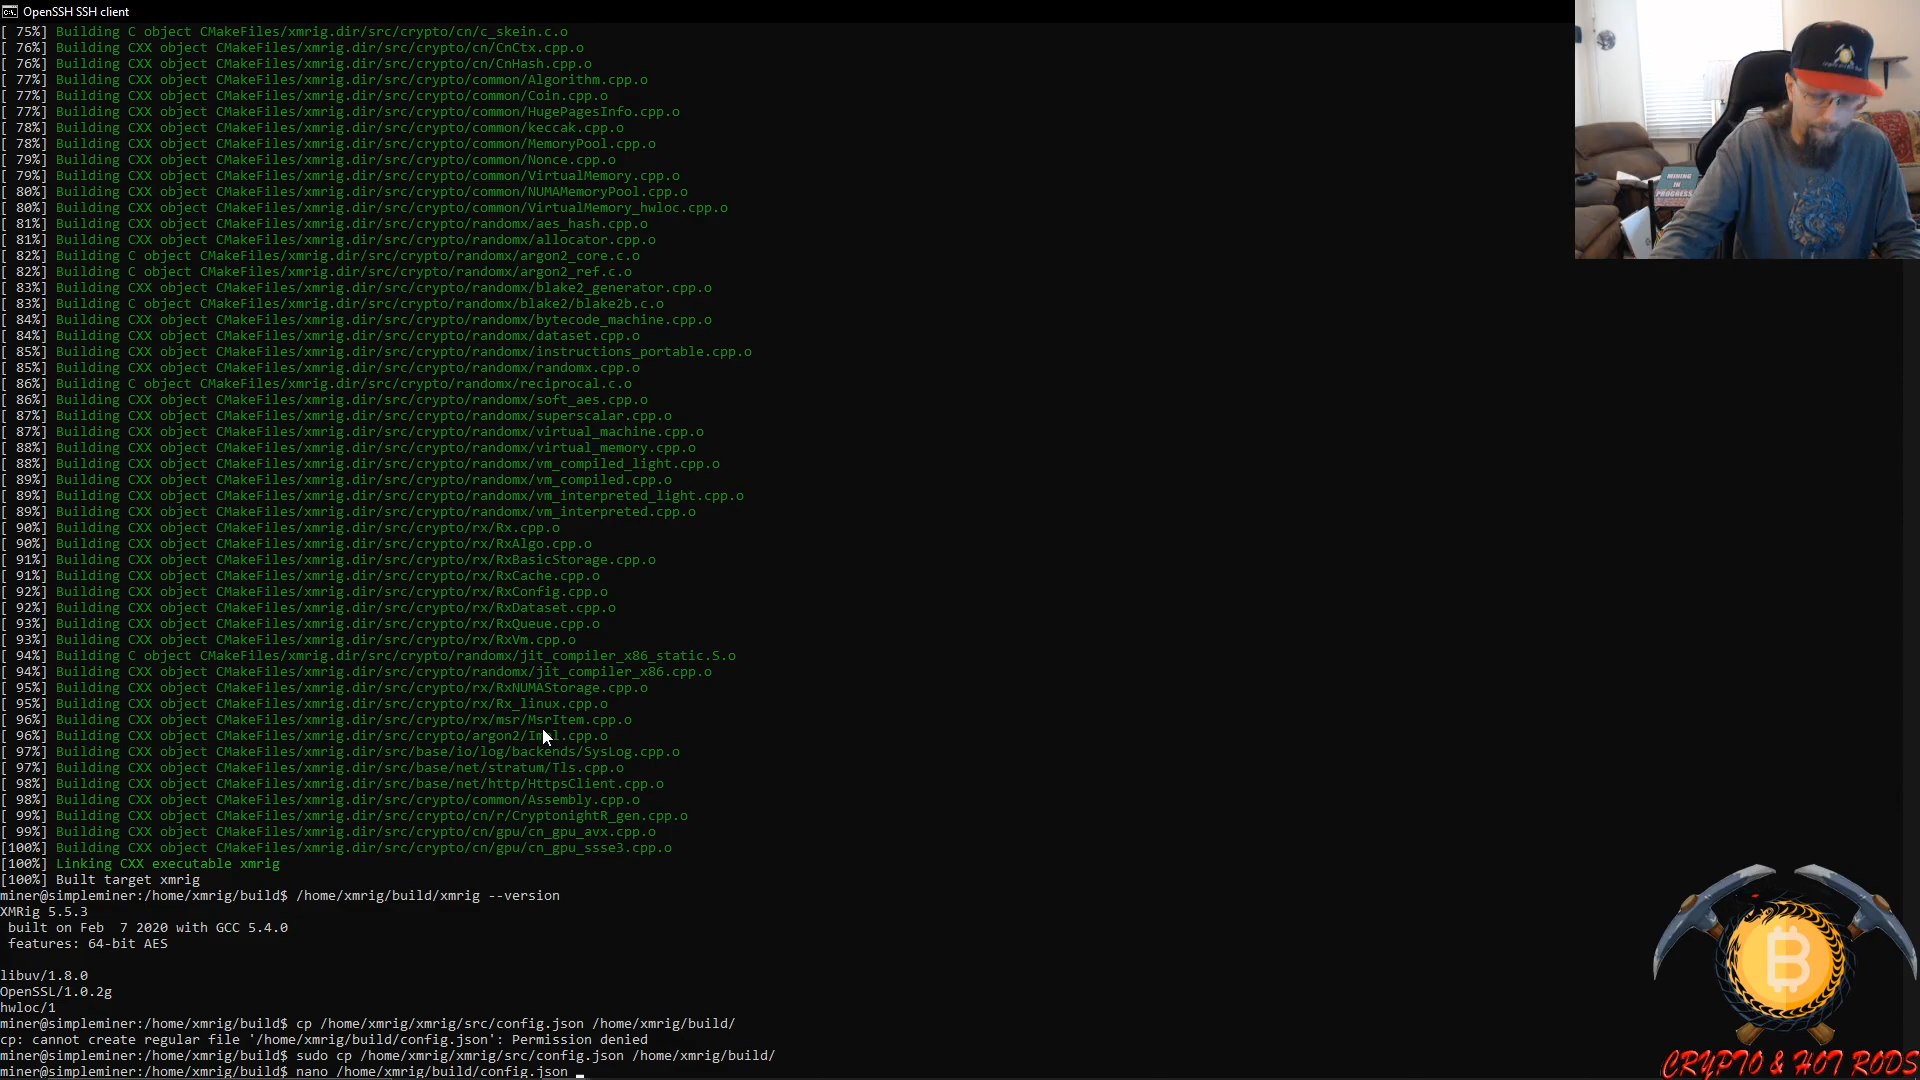 OpenSSH SSH client
[ 75%] Building C object CMakeFiles/xmrig.dir/src/crypto/cn/c_skein.c.o
[ 76%] Building CXX object CMakeFiles/xmrig.dir/src/crypto/cn/CnCtx.cpp.o
[ 76%] Building CXX object CMakeFiles/xmrig.dir/src/crypto/cn/CnHash.cpp.o
[ 77%] Building CXX object CMakeFiles/xmrig.dir/src/crypto/common/Algorithm.cpp.o
[ 77%] Building CXX object CMakeFiles/xmrig.dir/src/crypto/common/Coin.cpp.o
[ 77%] Building CXX object CMakeFiles/xmrig.dir/src/crypto/common/HugePagesInfo.cpp.o
[ 78%] Building CXX object CMakeFiles/xmrig.dir/src/crypto/common/keccak.cpp.o
[ 78%] Building CXX object CMakeFiles/xmrig.dir/src/crypto/common/MemoryPool.cpp.o
[ 79%] Building CXX object CMakeFiles/xmrig.dir/src/crypto/common/Nonce.cpp.o
[ 79%] Building CXX object CMakeFiles/xmrig.dir/src/crypto/common/VirtualMemory.cpp.o
[ 80%] Building CXX object CMakeFiles/xmrig.dir/src/crypto/common/NUMAMemoryPool.cpp.o
[ 80%] Building CXX object CMakeFiles/xmrig.dir/src/crypto/common/VirtualMemory_hwloc.cpp.o
[ 81%] Building CXX object CMakeFiles/xmrig.dir/src/crypto/randomx/aes_hash.cpp.o
[ 81%] Building CXX object CMakeFiles/xmrig.dir/src/crypto/randomx/allocator.cpp.o
[ 82%] Building C object CMakeFiles/xmrig.dir/src/crypto/randomx/argon2_core.c.o
[ 82%] Building C object CMakeFiles/xmrig.dir/src/crypto/randomx/argon2_ref.c.o
[ 83%] Building CXX object CMakeFiles/xmrig.dir/src/crypto/randomx/blake2_generator.cpp.o
[ 83%] Building C object CMakeFiles/xmrig.dir/src/crypto/randomx/blake2/blake2b.c.o
[ 84%] Building CXX object CMakeFiles/xmrig.dir/src/crypto/randomx/bytecode_machine.cpp.o
[ 84%] Building CXX object CMakeFiles/xmrig.dir/src/crypto/randomx/dataset.cpp.o
[ 85%] Building CXX object CMakeFiles/xmrig.dir/src/crypto/randomx/instructions_portable.cpp.o
[ 85%] Building CXX object CMakeFiles/xmrig.dir/src/crypto/randomx/randomx.cpp.o
[ 86%] Building C object CMakeFiles/xmrig.dir/src/crypto/randomx/reciprocal.c.o
[ 86%] Building CXX object CMakeFiles/xmrig.dir/src/crypto/randomx/soft_aes.cpp.o
[ 87%] Building CXX object CMakeFiles/xmrig.dir/src/crypto/randomx/superscalar.cpp.o
[ 87%] Building CXX object CMakeFiles/xmrig.dir/src/crypto/randomx/virtual_machine.cpp.o
[ 88%] Building CXX object CMakeFiles/xmrig.dir/src/crypto/randomx/virtual_memory.cpp.o
[ 88%] Building CXX object CMakeFiles/xmrig.dir/src/crypto/randomx/vm_compiled_light.cpp.o
[ 89%] Building CXX object CMakeFiles/xmrig.dir/src/crypto/randomx/vm_compiled.cpp.o
[ 89%] Building CXX object CMakeFiles/xmrig.dir/src/crypto/randomx/vm_interpreted_light.cpp.o
[ 89%] Building CXX object CMakeFiles/xmrig.dir/src/crypto/randomx/vm_interpreted.cpp.o
[ 90%] Building CXX object CMakeFiles/xmrig.dir/src/crypto/rx/Rx.cpp.o
[ 90%] Building CXX object CMakeFiles/xmrig.dir/src/crypto/rx/RxAlgo.cpp.o
[ 91%] Building CXX object CMakeFiles/xmrig.dir/src/crypto/rx/RxBasicStorage.cpp.o
[ 91%] Building CXX object CMakeFiles/xmrig.dir/src/crypto/rx/RxCache.cpp.o
[ 92%] Building CXX object CMakeFiles/xmrig.dir/src/crypto/rx/RxConfig.cpp.o
[ 92%] Building CXX object CMakeFiles/xmrig.dir/src/crypto/rx/RxDataset.cpp.o
[ 93%] Building CXX object CMakeFiles/xmrig.dir/src/crypto/rx/RxQueue.cpp.o
[ 93%] Building CXX object CMakeFiles/xmrig.dir/src/crypto/rx/RxVm.cpp.o
[ 94%] Building C object CMakeFiles/xmrig.dir/src/crypto/randomx/jit_compiler_x86_static.S.o
[ 94%] Building CXX object CMakeFiles/xmrig.dir/src/crypto/randomx/jit_compiler_x86.cpp.o
[ 95%] Building CXX object CMakeFiles/xmrig.dir/src/crypto/rx/RxNUMAStorage.cpp.o
[ 95%] Building CXX object CMakeFiles/xmrig.dir/src/crypto/rx/Rx_linux.cpp.o
[ 96%] Building CXX object CMakeFiles/xmrig.dir/src/crypto/rx/msr/MsrItem.cpp.o
[ 96%] Building CXX object CMakeFiles/xmrig.dir/src/crypto/argon2/Impl.cpp.o
[ 97%] Building CXX object CMakeFiles/xmrig.dir/src/base/io/log/backends/SysLog.cpp.o
[ 97%] Building CXX object CMakeFiles/xmrig.dir/src/base/net/stratum/Tls.cpp.o
[ 98%] Building CXX object CMakeFiles/xmrig.dir/src/base/net/http/HttpsClient.cpp.o
[ 98%] Building CXX object CMakeFiles/xmrig.dir/src/crypto/common/Assembly.cpp.o
[ 99%] Building CXX object CMakeFiles/xmrig.dir/src/crypto/cn/r/CryptonightR_gen.cpp.o
[ 99%] Building CXX object CMakeFiles/xmrig.dir/src/crypto/cn/gpu/cn_gpu_avx.cpp.o
[100%] Building CXX object CMakeFiles/xmrig.dir/src/crypto/cn/gpu/cn_gpu_ssse3.cpp.o
[100%] Linking CXX executable xmrig
[100%] Built target xmrig
miner@simpleminer:/home/xmrig/build$ /home/xmrig/build/xmrig --version
XMRig 5.5.3
built on Feb  7 2020 with GCC 5.4.0
features: 64-bit AES
libuv/1.8.0
OpenSSL/1.0.2g
hwloc/1
miner@simpleminer:/home/xmrig/build$ cp /home/xmrig/xmrig/src/config.json /home/xmrig/build/
cp: cannot create regular file '/home/xmrig/build/config.json': Permission denied
miner@simpleminer:/home/xmrig/build$ sudo cp /home/xmrig/xmrig/src/config.json /home/xmrig/build/
miner@simpleminer:/home/xmrig/build$ nano /home/xmrig/build/config.json
MINING
IN
PROGRESS
CRYPTO & HOT RODS